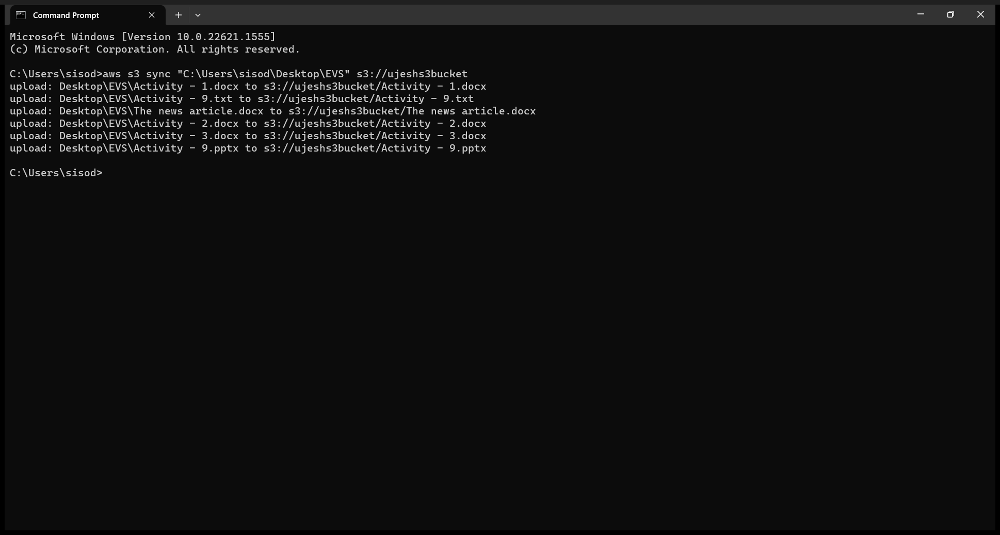 Command Prompt
Microsoft Windows [Version 10.0.22621.1555]
(c) Microsoft Corporation. All rights reserved.
C:\Users\sisod>aws s3 sync "C:\Users\sisod\Desktop\EVS" s3://ujeshs3bucket
upload: Desktop\EVS\Activity - 1.docx to s3://ujeshs3bucket/Activity - 1.docx
upload: Desktop\EVS\Activity - 9.txt to s3://ujeshs3bucket/Activity - 9.txt
upload: Desktop\EVS\The news article.docx to s3://ujeshs3bucket/The news article.docx
upload: Desktop\EVS\Activity - 2.docx to s3://ujeshs3bucket/Activity - 2.docx
upload: Desktop\EVS\Activity - 3.docx to s3://ujeshs3bucket/Activity - 3.docx
upload: Desktop\EVS\Activity - 9.pptx to s3://ujeshs3bucket/Activity - 9.pptx
C:\Users\sisod>